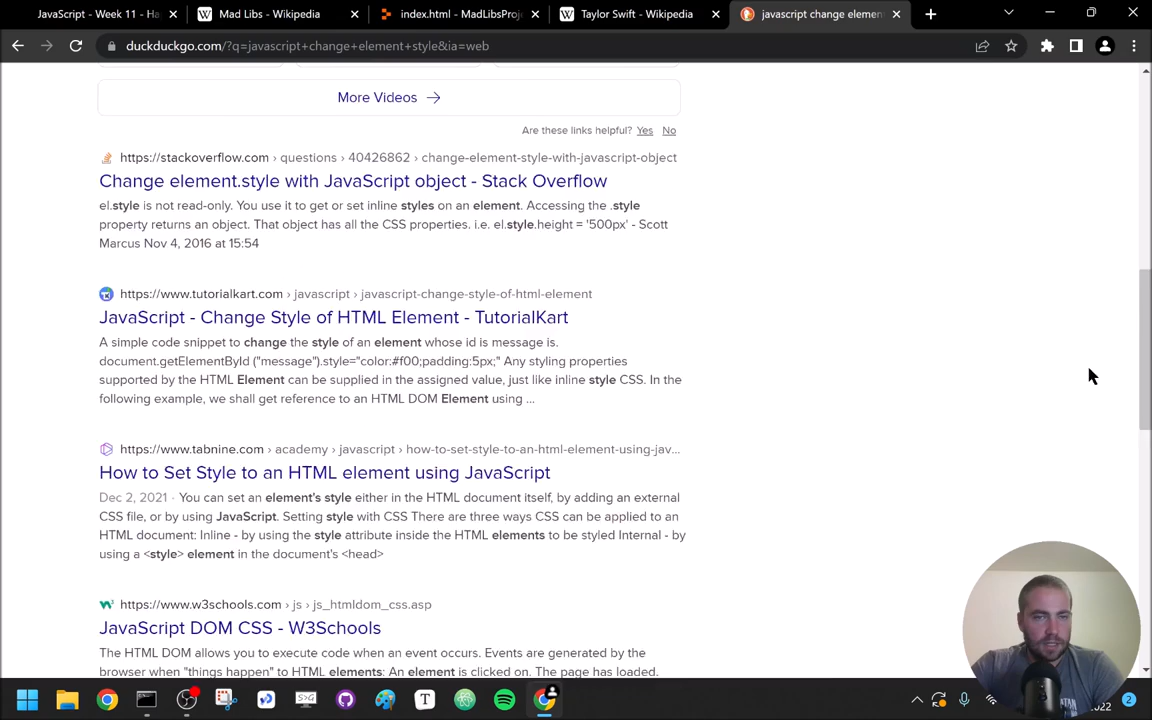 JavaScript - Week 11 - Ha
Mad Libs - Wikipedia
index.html - MadLibsProje
Taylor Swift - Wikipedia
javascript change element
duckduckgo.com/?q=javascript+change+element+style&ia=web
More Videos →
Are these links helpful? Yes No
https://stackoverflow.com › questions › 40426862 › change-element-style-with-javascript-object
Change element.style with JavaScript object - Stack Overflow
el.style is not read-only. You use it to get or set inline styles on an element. Accessing the .style
property returns an object. That object has all the CSS properties. i.e. el.style.height = '500px' - Scott
Marcus Nov 4, 2016 at 15:54
https://www.tutorialkart.com › javascript › javascript-change-style-of-html-element
JavaScript - Change Style of HTML Element - TutorialKart
A simple code snippet to change the style of an element whose id is message is.
document.getElementById ("message").style="color:#f00;padding:5px;" Any styling properties
supported by the HTML Element can be supplied in the assigned value, just like inline style CSS. In the
following example, we shall get reference to an HTML DOM Element using ...
https://www.tabnine.com › academy › javascript › how-to-set-style-to-an-html-element-using-jav...
How to Set Style to an HTML element using JavaScript
Dec 2, 2021 · You can set an element's style either in the HTML document itself, by adding an external
CSS file, or by using JavaScript. Setting style with CSS There are three ways CSS can be applied to an
HTML document: Inline - by using the style attribute inside the HTML elements to be styled Internal - by
using a <style> element in the document's <head>
https://www.w3schools.com › js › js_htmldom_css.asp
JavaScript DOM CSS - W3Schools
The HTML DOM allows you to execute code when an event occurs. Events are generated by the
browser when "things happen" to HTML elements: An element is clicked on. The page has loaded.
T
2022
2